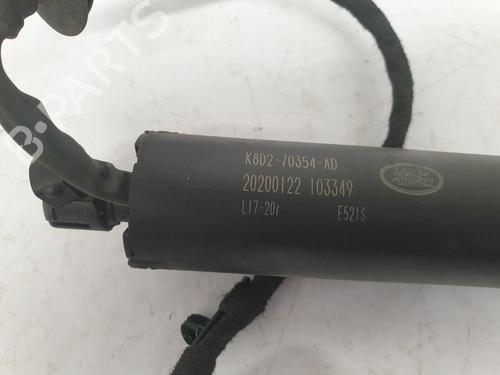 B-PARTS
K8D2-70354-AD
20200122 103349
L17-20r E521S
LAND
ROVER